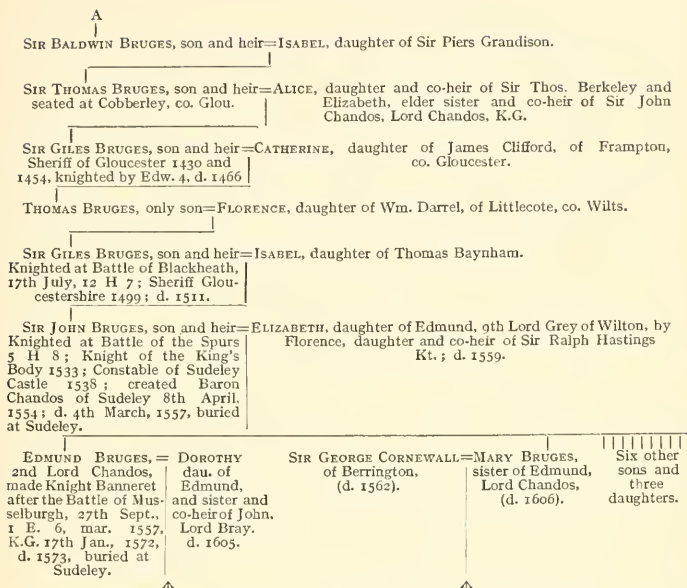 A
SIR BALDWIN BRUGES, son and heir=ISABEL, daughter of Sir Piers Grandison.
SIR THOMAS BRUGES, son and heir=ALICE, daughter and co-heir of Sir Thos. Berkeley and
seated at Cobberley, co. Glou. Elizabeth, elder sister and co-heir of Sir John
Chandos, Lord Chandos, K.G.
SIR GILES BRUGES, son and heir=CATHERINE, daughter of James Clifford, of Frampton,
Sheriff of Gloucester 1430 and co. Gloucester.
1454, knighted by Edw. 4, d. 1466
THOMAS BRUGES, only son=FLORENCE, daughter of Wm. Darrel, of Littlecote, co. Wilts.
SIR GILES BRUGES, son and heir=ISABEL, daughter of Thomas Baynham.
Knighted at Battle of Blackheath,
17th July, 12 H 7; Sheriff Glou-
cestershire 1499; d. 1511.
SIR JOHN BRUGES, son and heir=ELIZABETH, daughter of Edmund, 9th Lord Grey of Wilton, by
Knighted at Battle of the Spurs Florence, daughter and co-heir of Sir Ralph Hastings
5 H 8; Knight of the King's Kt.; d. 1559.
Body 1533; Constable of Sudeley
Castle 1538; created Baron
Chandos of Sudeley 8th April,
1554; d. 4th March, 1557, buried
at Sudeley.
EDMUND BRUGES, = DOROTHY
2nd Lord Chandos, dau. of
made Knight Banneret Edmund,
after the Battle of Mus- and sister and
selburgh, 27th Sept., co-heir of John,
1 E. 6, mar. 1557, Lord Bray.
K.G. 17th Jan., 1572, d. 1605.
d. 1573, buried at
Sudeley.
SIR GEORGE CORNEWALL=MARY BRUGES,
of Berrington, sister of Edmund,
(d. 1562). Lord Chandos,
(d. 1606).
Six other
sons and
three
daughters.